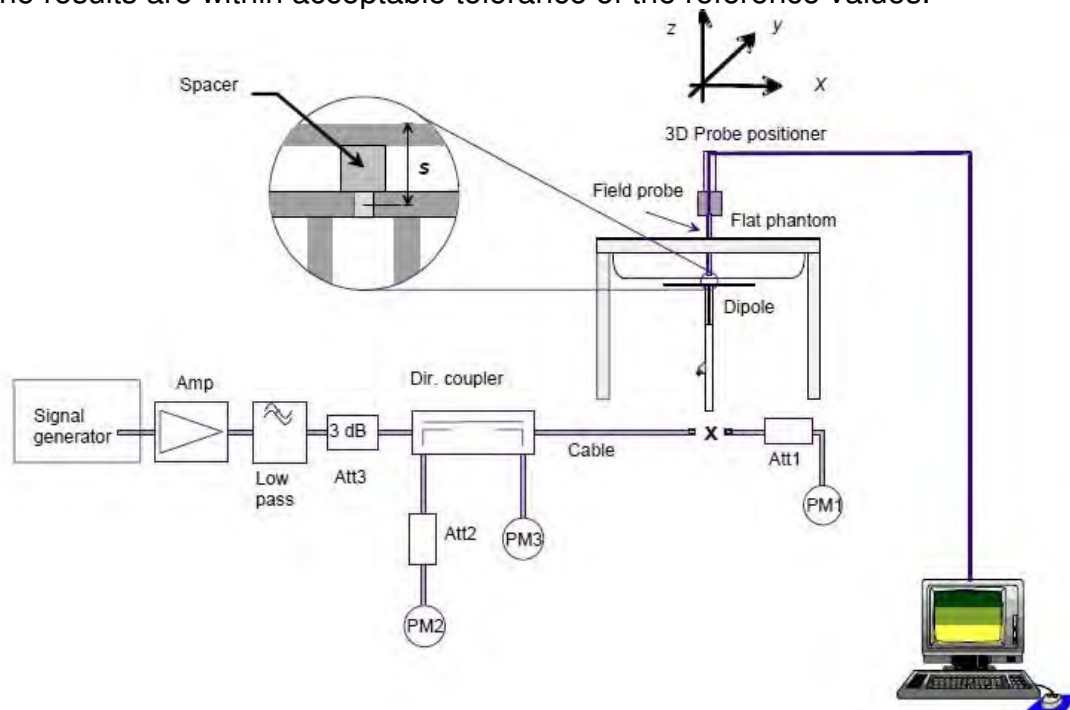 he results are within acceptable tolerance of the reference values.
z
y
X
Spacer
s
3D Probe positioner
Field probe
Flat phantom
Dipole
Signal
generator
Amp
Low
pass
3 dB
Att3
Dir. coupler
Att2
PM2
PM3
Cable
x
Att1
PM1